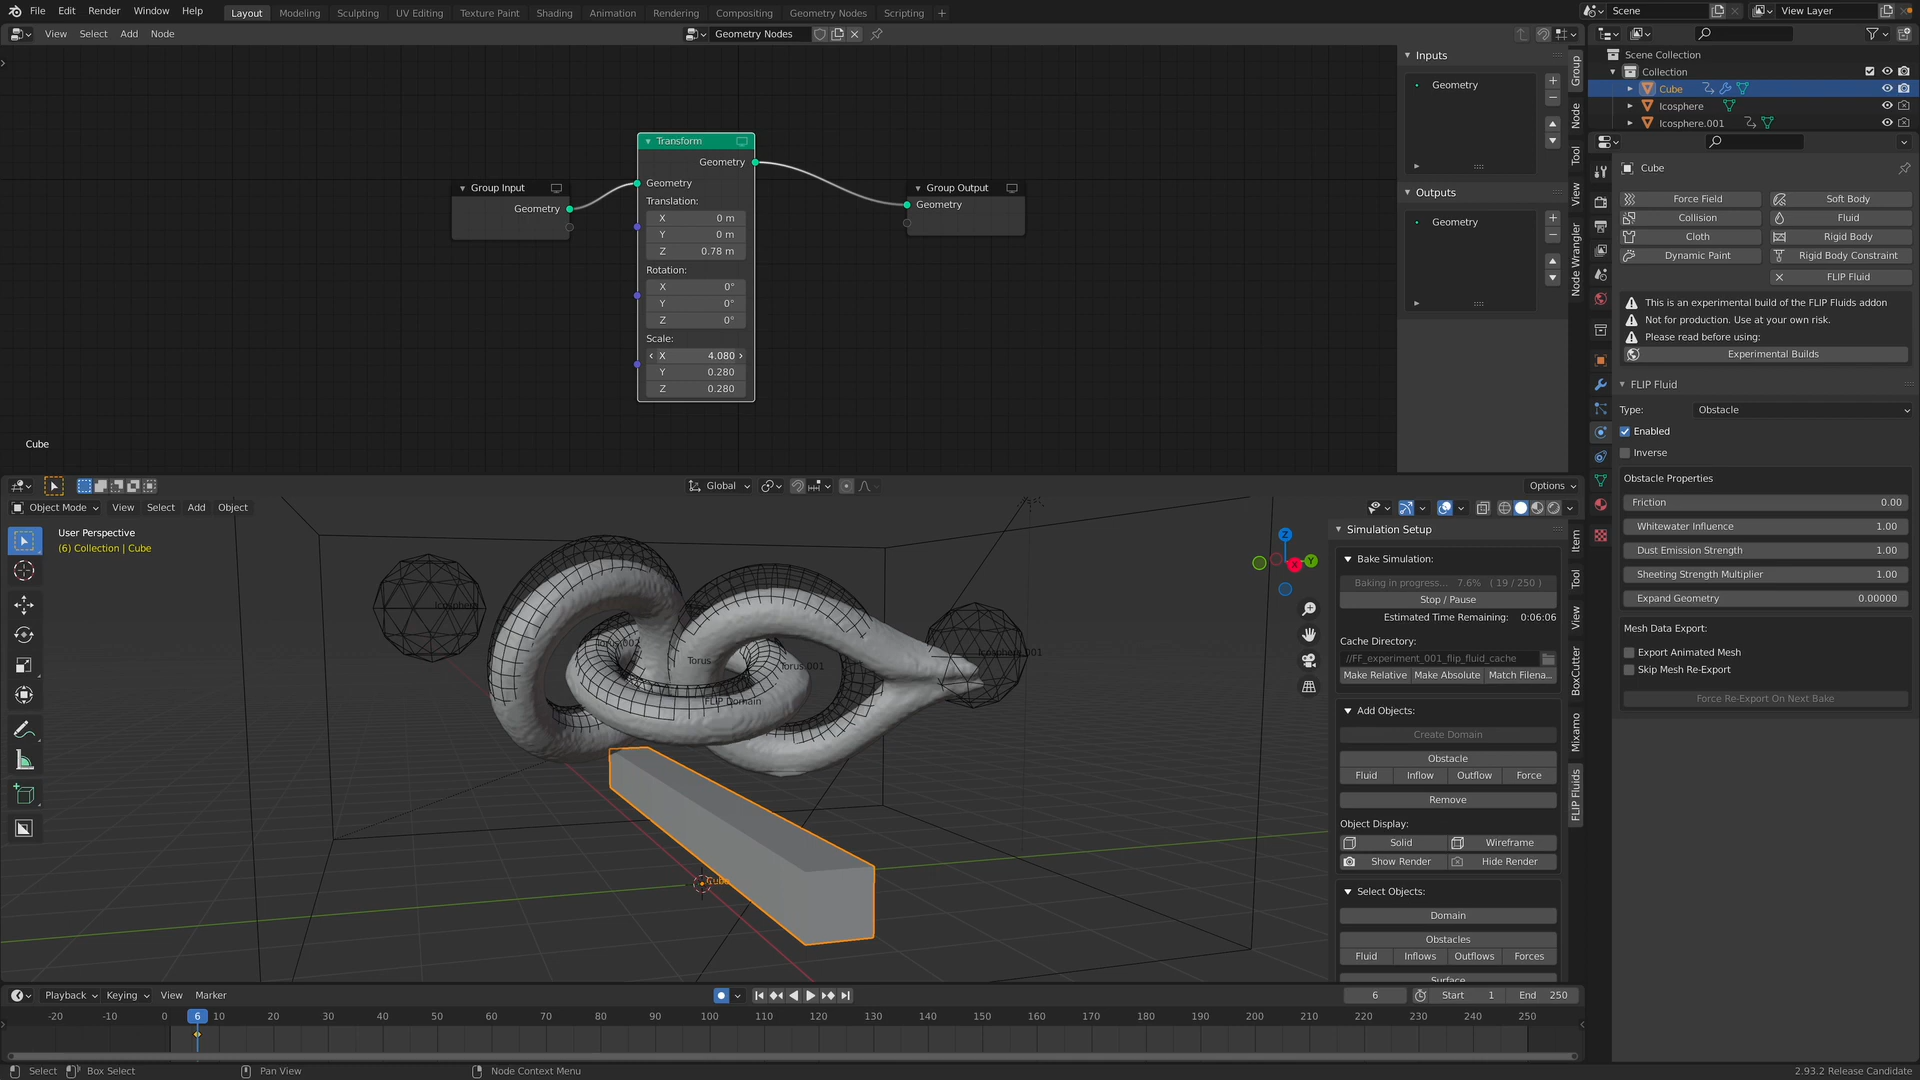 File Edit Render Window Help Layout Modeling Sculpting UV Editing Texture Paint Shading Animation Rendering Compositing Geometry Nodes Scripting + Scene View Layer
View Select Add Node Geometry Nodes
Inputs
Geometry
Outputs
Geometry
Group
Node
Tool
View
Node Wrangler
Transform
Geometry
Geometry
Translation:
X 0 m
Y 0 m
Z 0.78 m
Rotation:
X 0°
Y 0°
Z 0°
Scale:
X 4.080
Y 0.280
Z 0.280
Group Input
Geometry
Group Output
Geometry
Cube
Scene Collection
Collection
Cube
Icosphere
Icosphere.001
Cube
Force Field Soft Body
Collision Fluid
Cloth Rigid Body
Dynamic Paint Rigid Body Constraint
FLIP Fluid
This is an experimental build of the FLIP Fluids addon
Not for production. Use at your own risk.
Please read before using:
Experimental Builds
FLIP Fluid
Type: Obstacle
Enabled
Inverse
Obstacle Properties
Friction 0.00
Whitewater Influence 1.00
Dust Emission Strength 1.00
Sheeting Strength Multiplier 1.00
Expand Geometry 0.00000
Mesh Data Export:
Export Animated Mesh
Skip Mesh Re-Export
Force Re-Export On Next Bake
Global Options
Object Mode View Select Add Object
User Perspective
(6) Collection | Cube
Icosphere
Torus.002
Torus
Torus.001
Icosphere.001
FLIP Domain
Cube
Z
X
Y
Simulation Setup
Bake Simulation:
Baking in progress... 7.6% ( 19 / 250 )
Stop / Pause
Estimated Time Remaining: 0:06:06
Cache Directory:
//FF_experiment_001_flip_fluid_cache
Make Relative Make Absolute Match Filena...
Add Objects:
Create Domain
Obstacle
Fluid Inflow Outflow Force
Remove
Object Display:
Solid Wireframe
Show Render Hide Render
Select Objects:
Domain
Obstacles
Fluid Inflows Outflows Forces
Surface
Item
Tool
View
BoxCutter
Mixamo
FLIP Fluids
Playback Keying View Marker 6 Start 1 End 250
-20 -10 0 6 10 20 30 40 50 60 70 80 90 100 110 120 130 140 150 160 170 180 190 200 210 220 230 240 250
Select Box Select Pan View Node Context Menu 2.93.2 Release Candidate